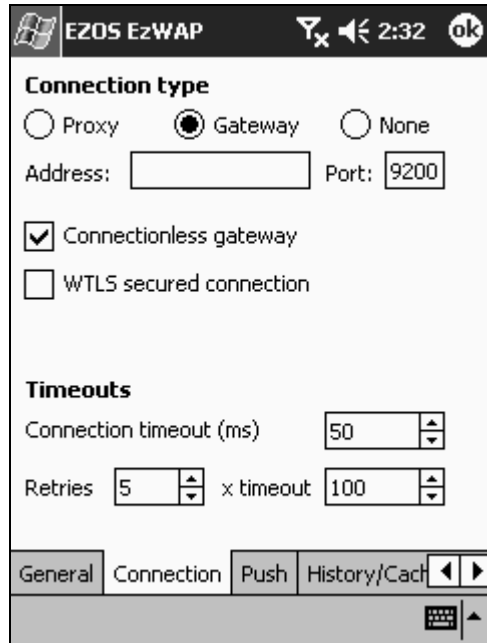 EZOS EzWAP 2:32 ok
Connection type
Proxy Gateway None
Address: Port: 9200
Connectionless gateway
WTLS secured connection
Timeouts
Connection timeout (ms) 50
Retries 5 x timeout 100
General Connection Push History/Cach